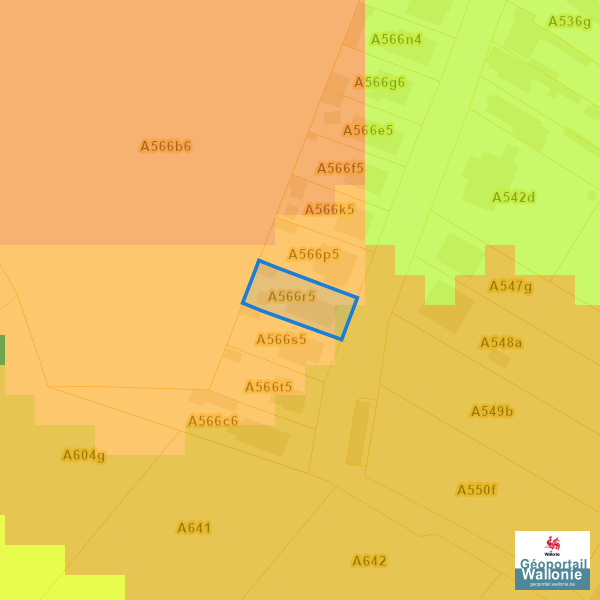 A536g
A566n4
A566g6
A566e5
A566b6
A566f5
A542d
A566k5
A566p5
A547g
A566r5
A566s5
A548a
A566t5
A549b
A566c6
A604g
A550f
A641
A642
Wallonie
Géoportail
Wallonie
geoportail.wallonie.be